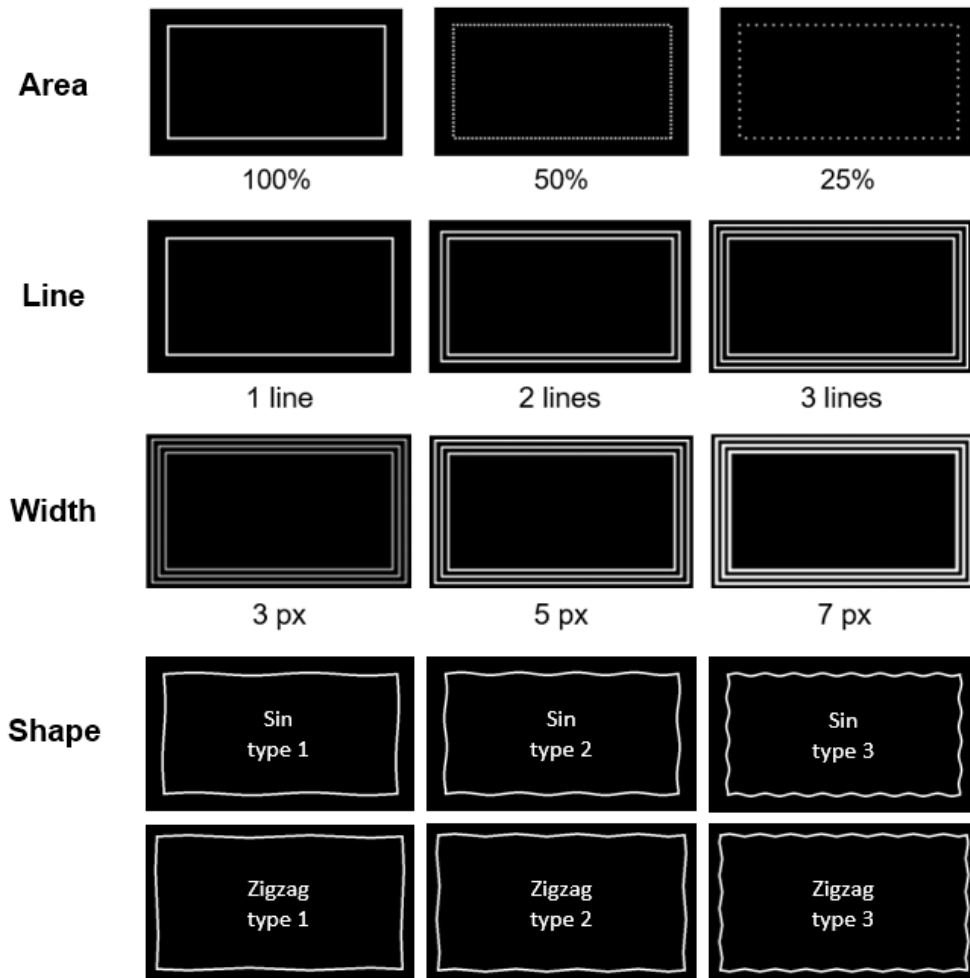 Area
100%
50%
25%
Line
1 line
2 lines
3 lines
Width
3 px
5 px
7 px
Shape
Sin
type 1
Sin
type 2
Sin
type 3
Zigzag
type 1
Zigzag
type 2
Zigzag
type 3